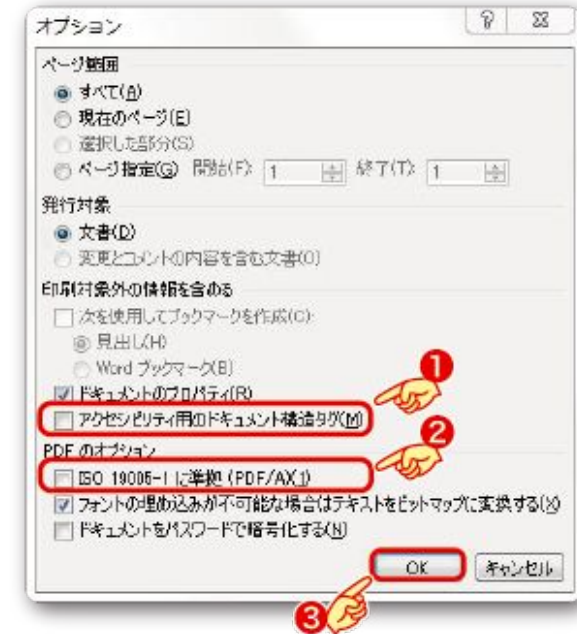 オプション
ページ範囲
すべて(A)
現在のページ(E)
選択した部分(S)
ページ指定(G) 開始(F): 1 終了(T): 1
発行対象
文書(D)
変更とコメントの内容を含む文書(O)
印刷対象外の情報を含める
次を使用してブックマークを作成(C):
見出し(H)
Word ブックマーク(B)
1
ドキュメントのプロパティ(R)
アクセシビリティ用のドキュメント構造タグ(M)
2
PDF のオプション
ISO 19005-1 に準拠 (PDF/A)(1)
フォントの埋め込みが不可能な場合はテキストをビットマップに変換する(X)
ドキュメントをパスワードで暗号化する(N)
OK キャンセル
3